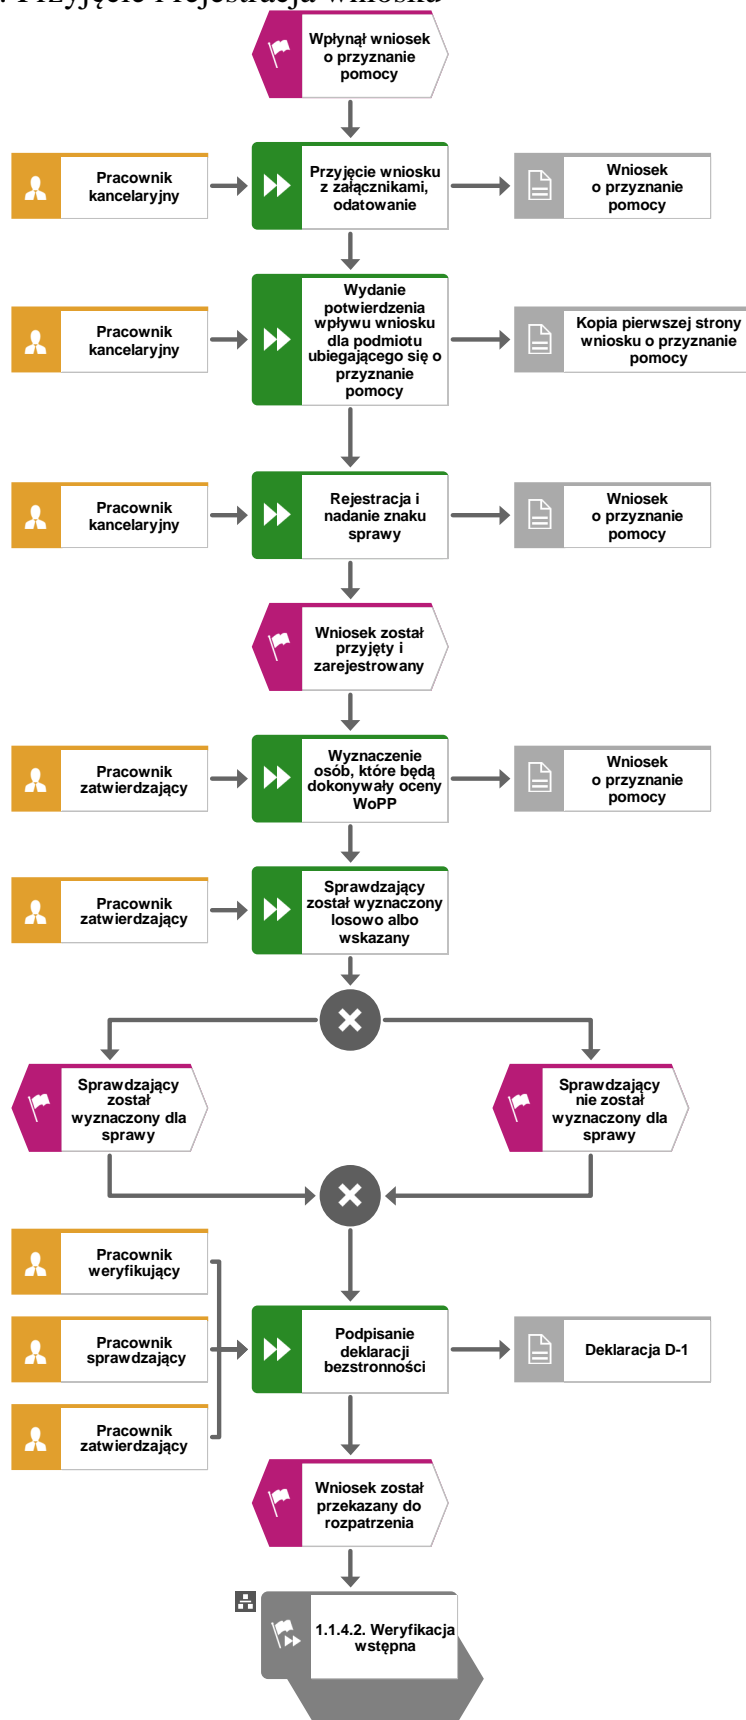 . Przyjęcie i rejestracja wniosku
Wpłynął wniosek
o przyznanie
pomocy
Pracownik
kancelaryjny
Przyjęcie wniosku
z załącznikami,
odatowanie
Wniosek
o przyznanie
pomocy
Pracownik
kancelaryjny
Wydanie
potwierdzenia
wpływu wniosku
dla podmiotu
ubiegającego się o
przyznanie
pomocy
Kopia pierwszej strony
wniosku o przyznanie
pomocy
Pracownik
kancelaryjny
Rejestracja i
nadanie znaku
sprawy
Wniosek
o przyznanie
pomocy
Wniosek został
przyjęty i
zarejestrowany
Pracownik
zatwierdzający
Wyznaczenie
osób, które będą
dokonywały oceny
WoPP
Wniosek
o przyznanie
pomocy
Pracownik
zatwierdzający
Sprawdzający
został wyznaczony
losowo albo
wskazany
Sprawdzający
został
wyznaczony dla
sprawy
Sprawdzający
nie został
wyznaczony dla
sprawy
Pracownik
weryfikujący
Pracownik
sprawdzający
Pracownik
zatwierdzający
Podpisanie
deklaracji
bezstronności
Deklaracja D-1
Wniosek został
przekazany do
rozpatrzenia
1.1.4.2. Weryfikacja
wstępna